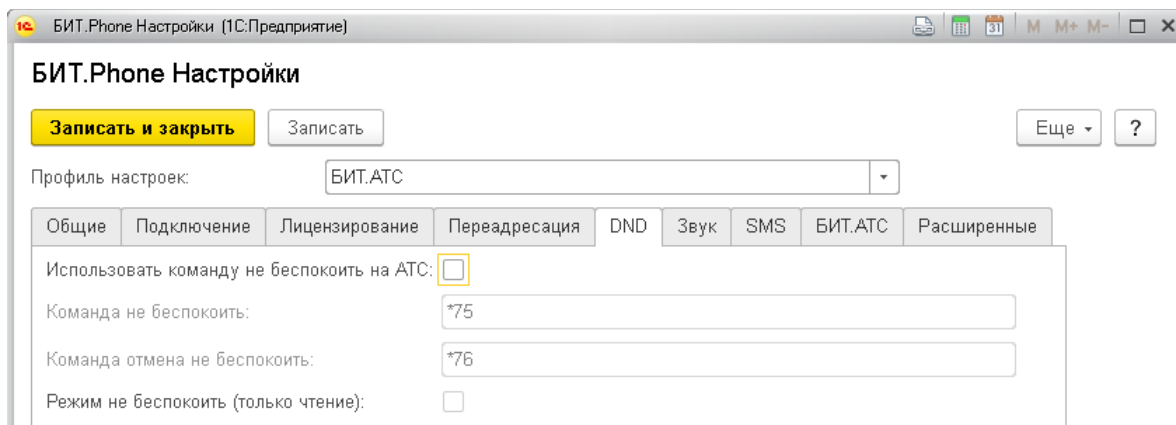 1С БИТ.Phone Настройки (1С:Предприятие) 31 M M+ M-
БИТ.Phone Настройки
Записать и закрыть Записать Еще ?
Профиль настроек: БИТ.АТС
Общие Подключение Лицензирование Переадресация DND Звук SMS БИТ.АТС Расширенные
Использовать команду не беспокоить на АТС:
Команда не беспокоить: *75
Команда отмена не беспокоить: *76
Режим не беспокоить (только чтение):